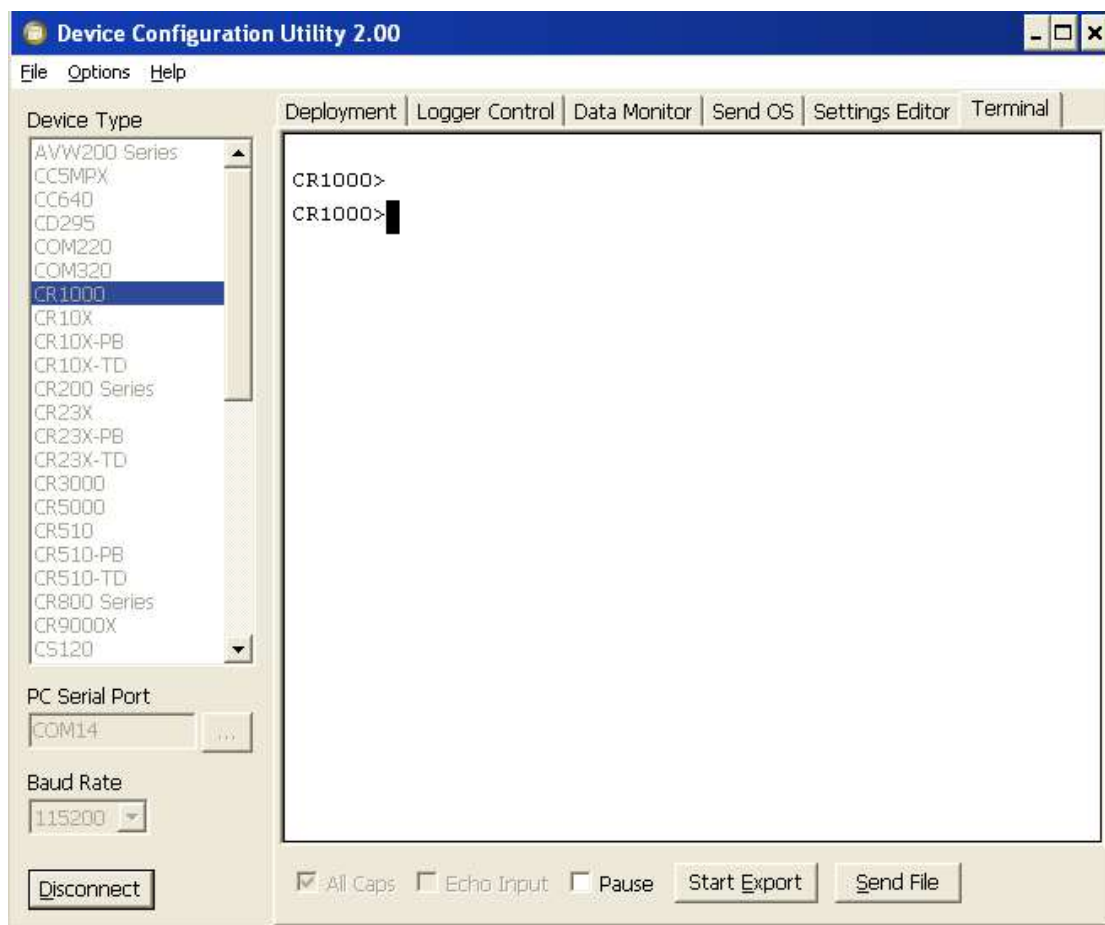 Device Configuration Utility 2.00
File Options Help
Device Type
AVW200 Series
CC5MPX
CC640
CD295
COM220
COM320
CR1000
CR10X
CR10X-PB
CR10X-TD
CR200 Series
CR23X
CR23X-PB
CR23X-TD
CR3000
CR5000
CR510
CR510-PB
CR510-TD
CR800 Series
CR9000X
CS120
PC Serial Port
COM14
...
Baud Rate
115200
Disconnect
Deployment Logger Control Data Monitor Send OS Settings Editor Terminal
CR1000>
CR1000>
All Caps Echo Input Pause Start Export Send File